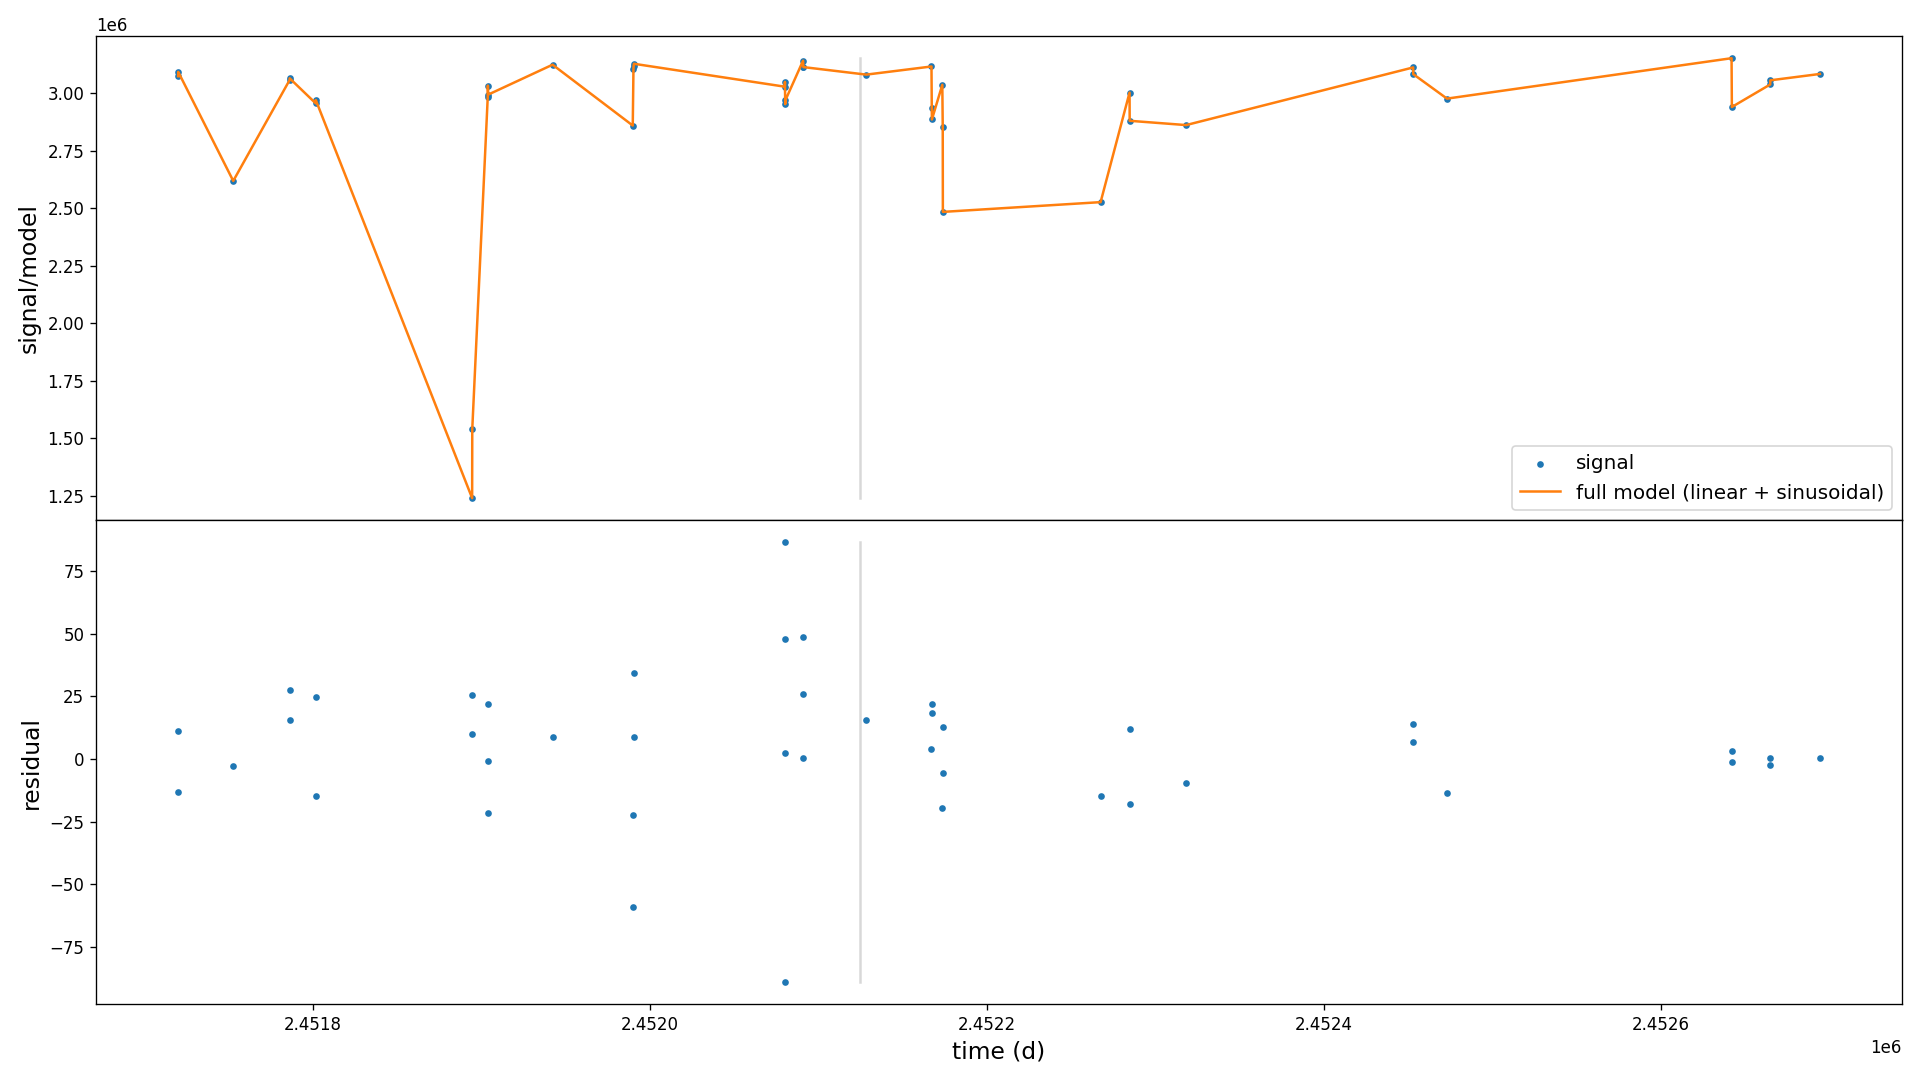 1e6
signal/model
3.00
2.75
2.50
2.25
2.00
1.75
1.50
1.25
signal
full model (linear + sinusoidal)
residual
75
50
25
0
−25
−50
−75
2.4518
2.4520
2.4522
2.4524
2.4526
1e6
time (d)